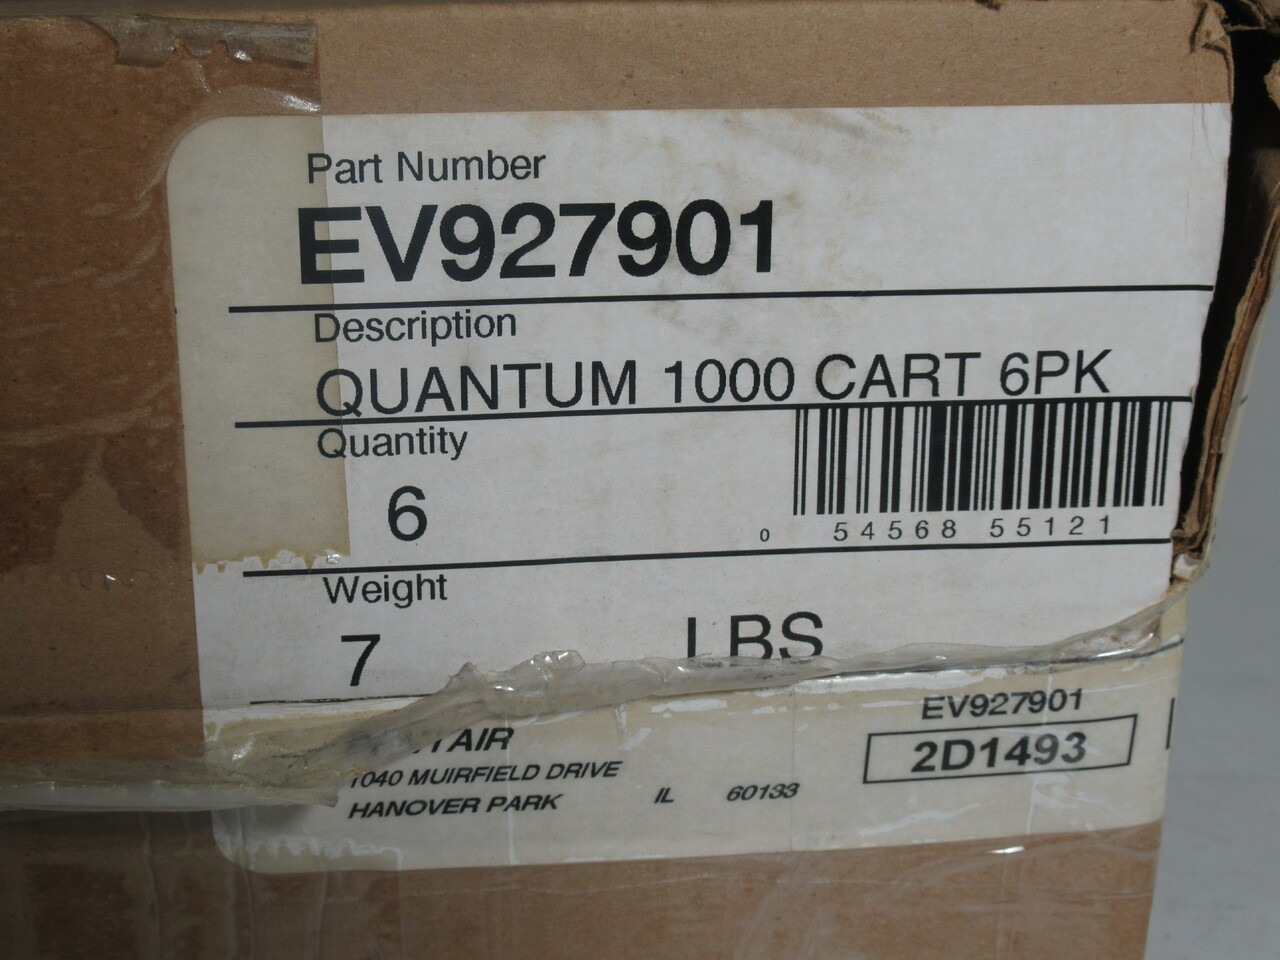 Part Number
EV927901
Description
QUANTUM 1000 CART 6PK
Quantity
6
0 54568 55121
Weight
7 LBS
EV927901
2D1493
1040 MUIRFIELD DRIVE
HANOVER PARK IL 60133